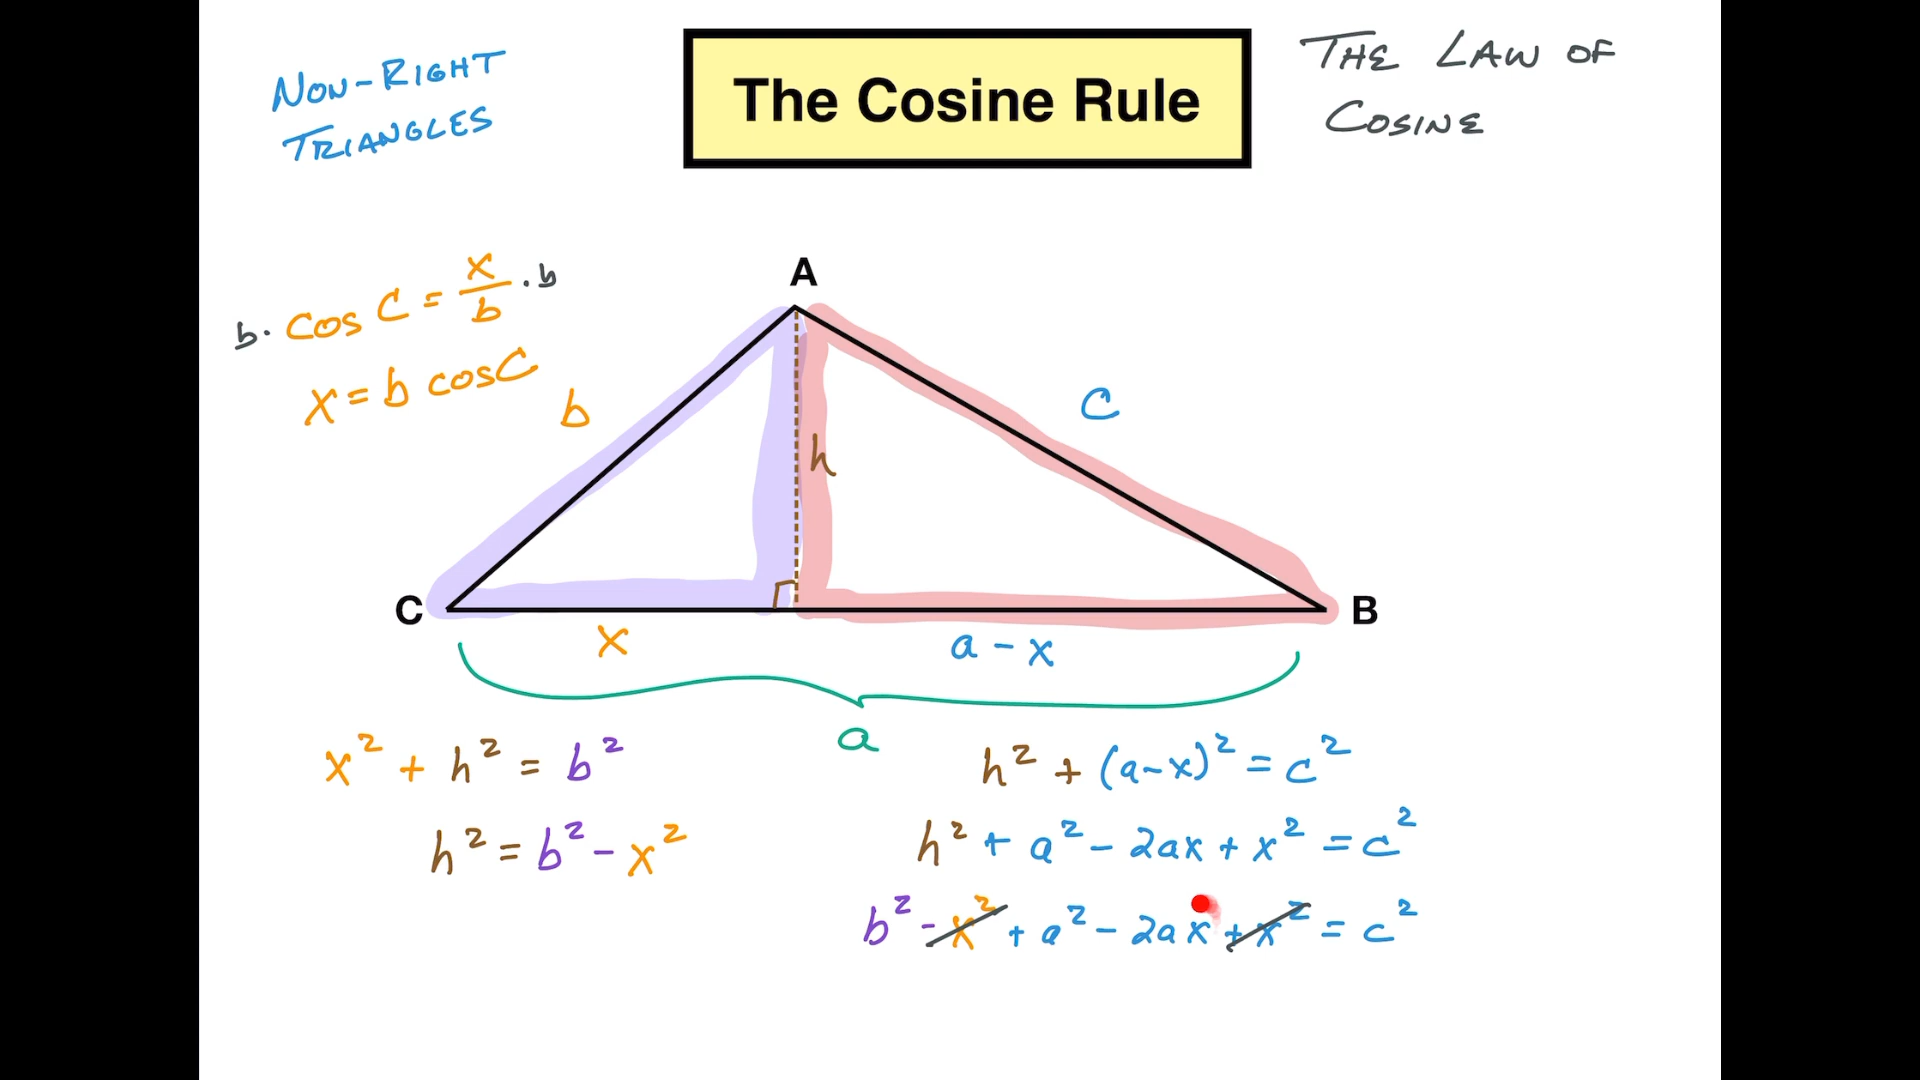 NON-RIGHT
TRIANGLES
The Cosine Rule
THE LAW OF
COSINE
b · cos C = x/b · b
x = b cos C
A
b
c
h
C
B
x
a - x
a
x² + h² = b²
h² = b² - x²
h² + (a-x)² = c²
h² + a² - 2ax + x² = c²
b² - x² + a² - 2ax + x² = c²